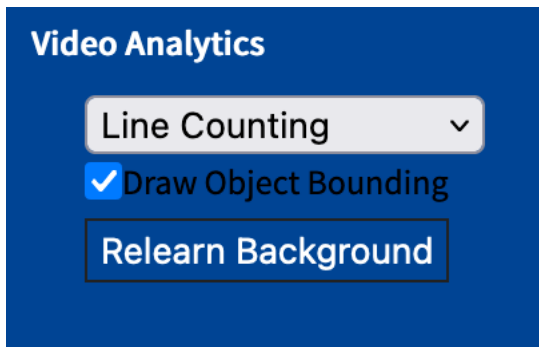 Video Analytics
Line Counting
Draw Object Bounding
Relearn Background